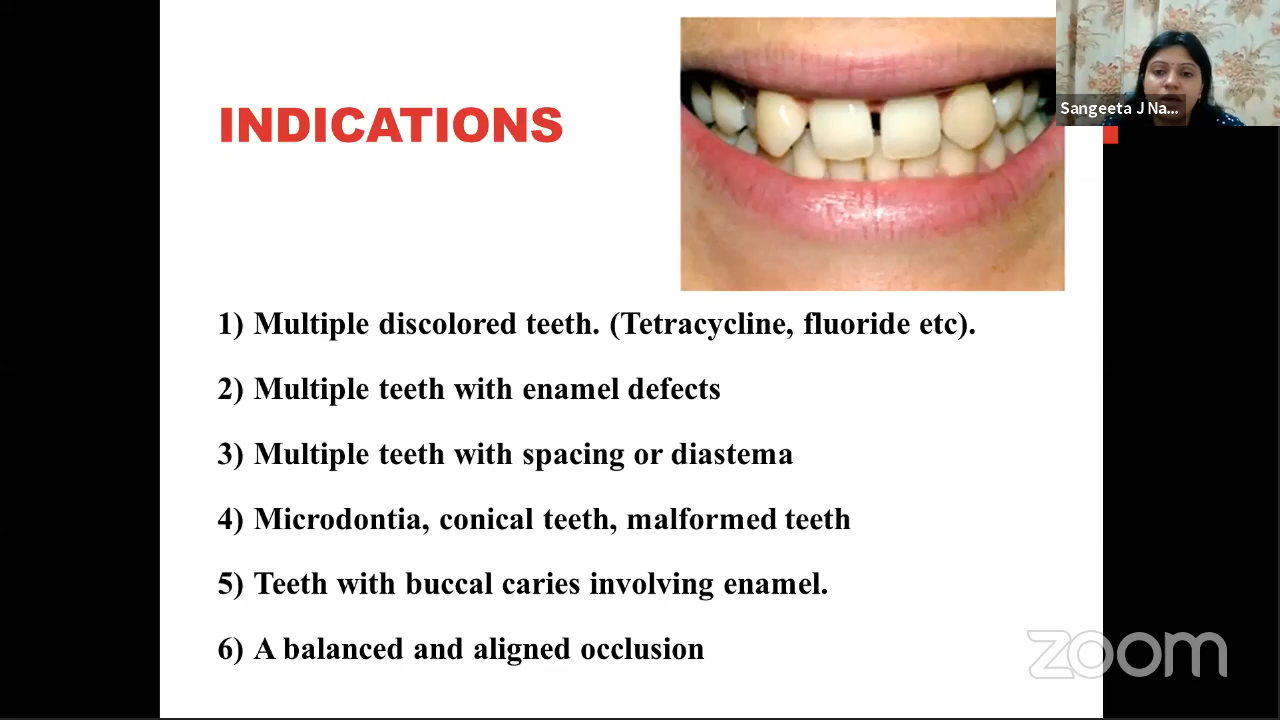 INDICATIONS
Sangeeta J Na...
1) Multiple discolored teeth. (Tetracycline, fluoride etc).
2) Multiple teeth with enamel defects
3) Multiple teeth with spacing or diastema
4) Microdontia, conical teeth, malformed teeth
5) Teeth with buccal caries involving enamel.
6) A balanced and aligned occlusion
zoom